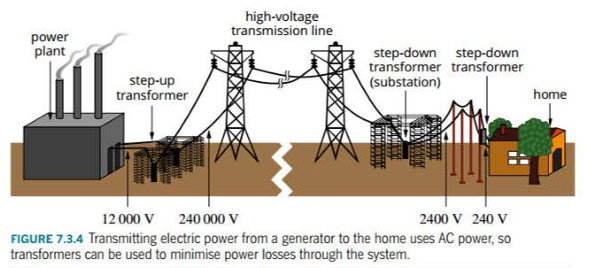 high-voltage
transmission line
power
plant
step-up
transformer
step-down
transformer
(substation)
step-down
transformer
home
12 000 V
240 000 V
2400 V
240 V
FIGURE 7.3.4 Transmitting electric power from a generator to the home uses AC power, so
transformers can be used to minimise power losses through the system.